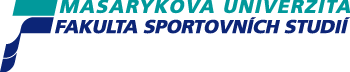 MASARYKOVA UNIVERZITA
FAKULTA SPORTOVNÍCH STUDIÍ